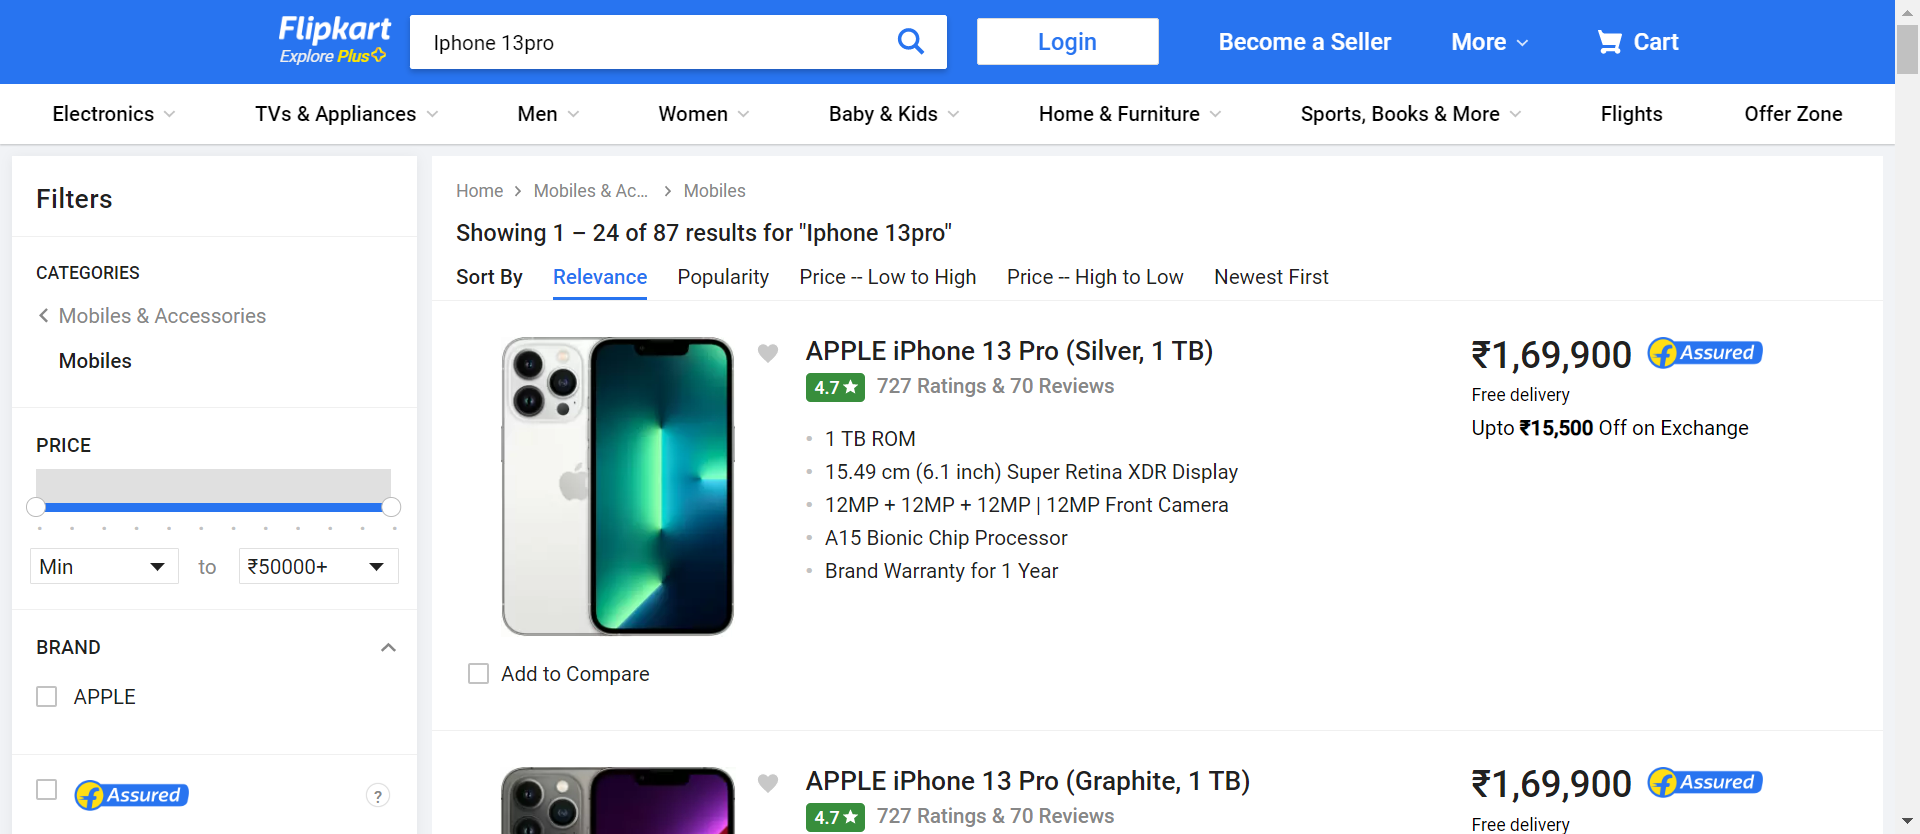 Flipkart
Explore Plus
Iphone 13pro
Login
Become a Seller
More
Cart
Electronics
TVs & Appliances
Men
Women
Baby & Kids
Home & Furniture
Sports, Books & More
Flights
Offer Zone
Filters
CATEGORIES
Mobiles & Accessories
Mobiles
PRICE
Min
to
₹50000+
BRAND
APPLE
Assured
?
Home
Mobiles & Ac...
Mobiles
Showing 1 – 24 of 87 results for "Iphone 13pro"
Sort By
Relevance
Popularity
Price -- Low to High
Price -- High to Low
Newest First
APPLE iPhone 13 Pro (Silver, 1 TB)
4.7★
727 Ratings & 70 Reviews
1 TB ROM
15.49 cm (6.1 inch) Super Retina XDR Display
12MP + 12MP + 12MP | 12MP Front Camera
A15 Bionic Chip Processor
Brand Warranty for 1 Year
₹1,69,900
Assured
Free delivery
Upto ₹15,500 Off on Exchange
Add to Compare
APPLE iPhone 13 Pro (Graphite, 1 TB)
4.7★
727 Ratings & 70 Reviews
₹1,69,900
Assured
Free delivery